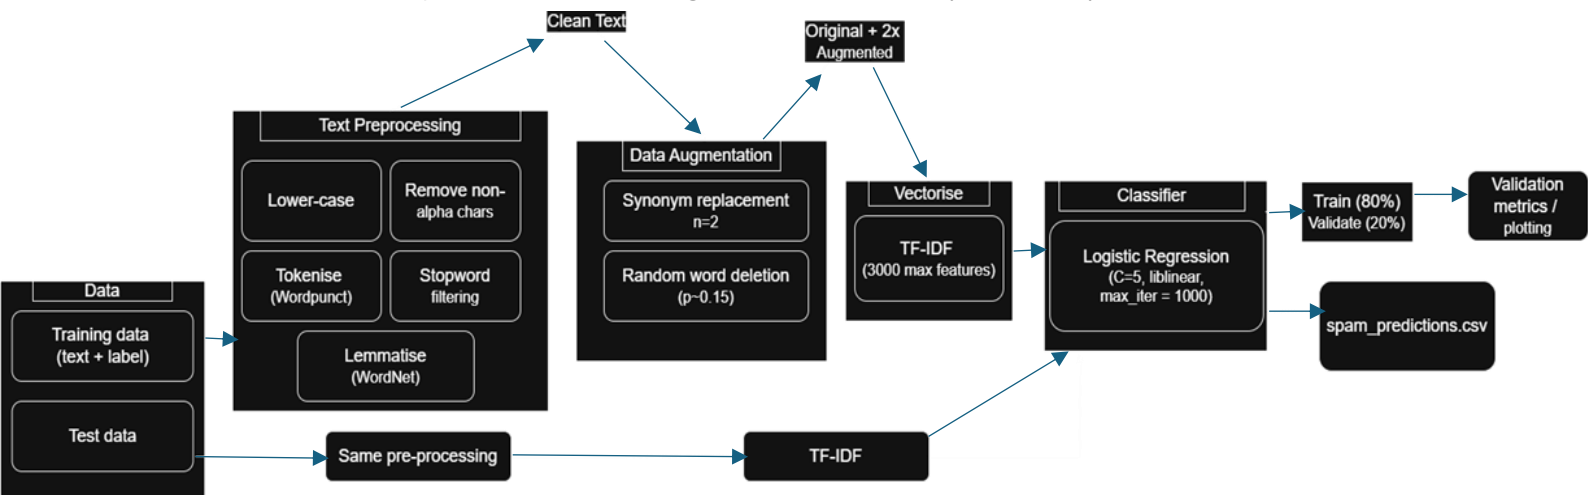 Clean Text
Original + 2x
Augmented
Text Preprocessing
Lower-case
Remove non-
alpha chars
Tokenise
(Wordpunct)
Stopword
filtering
Lemmatise
(WordNet)
Data Augmentation
Synonym replacement
n=2
Random word deletion
(p~0.15)
Vectorise
TF-IDF
(3000 max features)
Classifier
Logistic Regression
(C=5, liblinear,
max_iter = 1000)
Train (80%)
Validate (20%)
Validation
metrics /
plotting
spam_predictions.csv
Data
Training data
(text + label)
Test data
Same pre-processing
TF-IDF